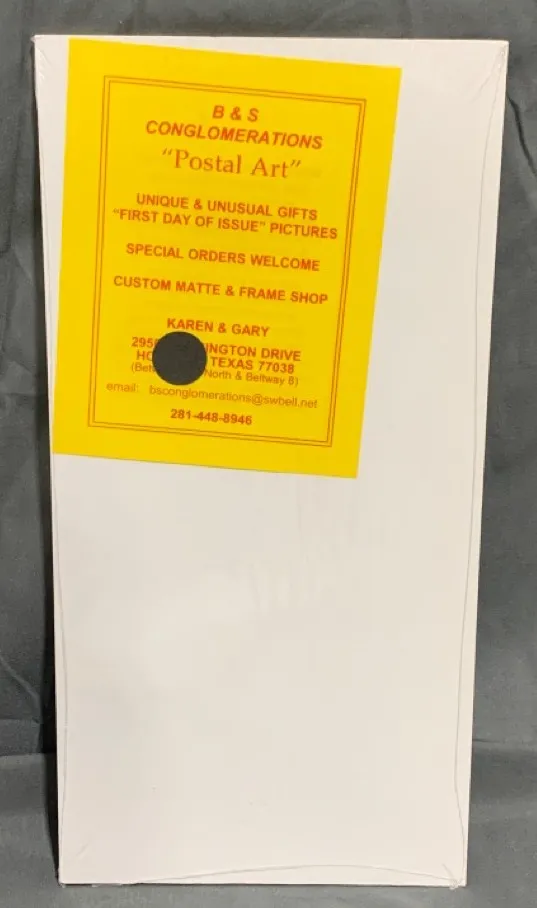 B & S
CONGLOMERATIONS
“Postal Art”
UNIQUE & UNUSUAL GIFTS
“FIRST DAY OF ISSUE” PICTURES
SPECIAL ORDERS WELCOME
CUSTOM MATTE & FRAME SHOP
KAREN & GARY
DRIVE
TEXAS 77038
North & Beltway 8)
email: bsconglomerations@swbell.net
281-448-8946